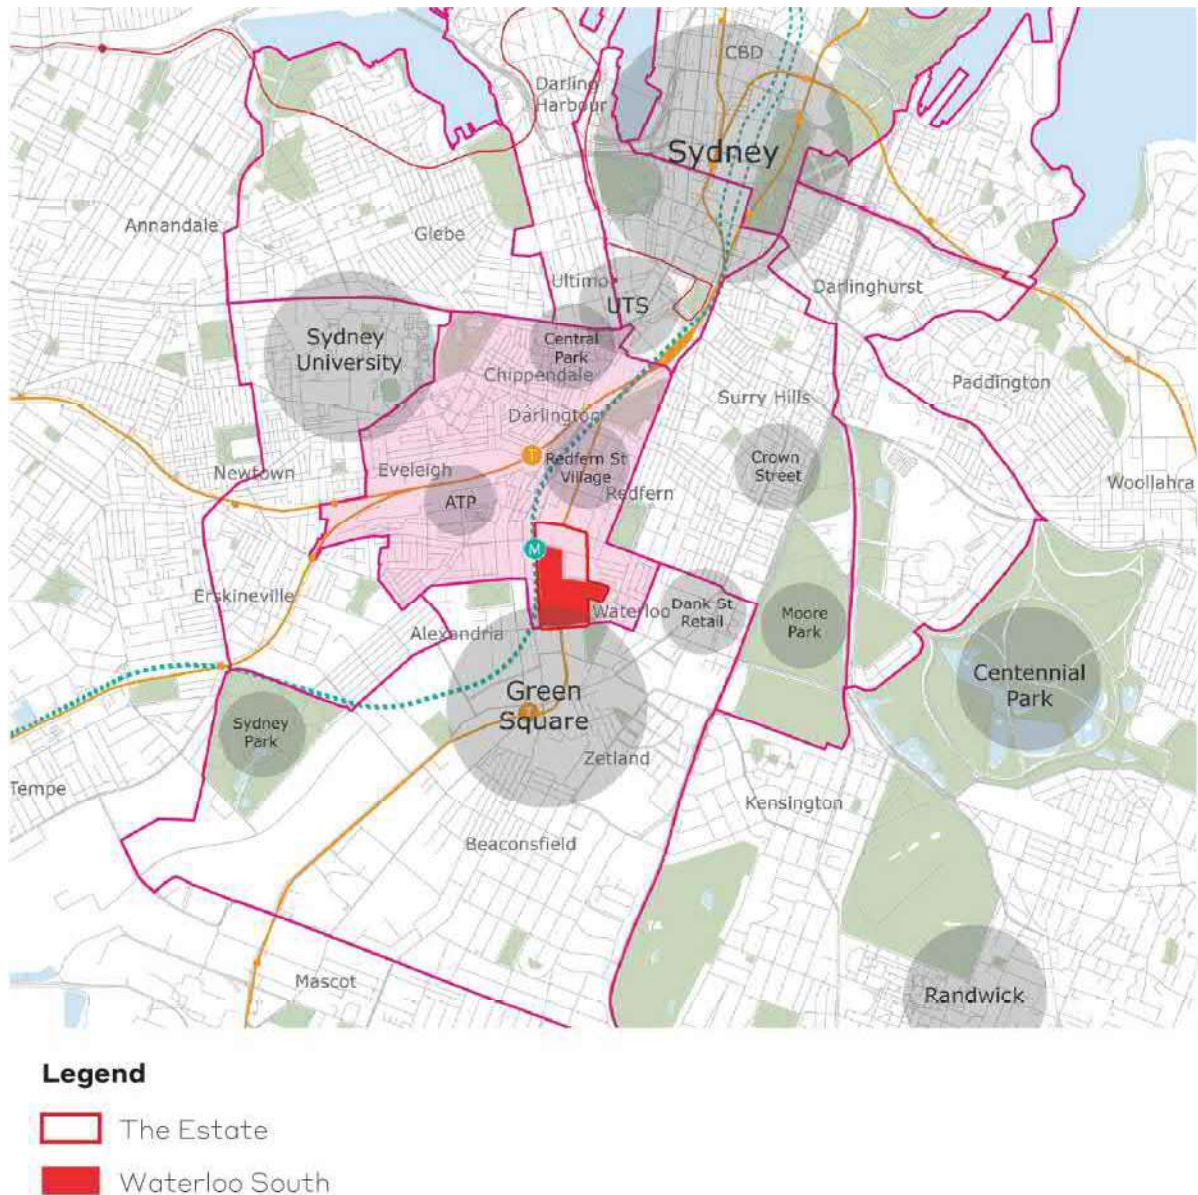 CBD
Darling
Harbour
Sydney
Annandale
Glebe
Ultimo
Darlinghurst
UTS
Sydney
University
Central
Park
Chippendale
Paddington
Surry Hills
Darlington
Redfern St
Village
Crown
Street
Newtown
Eveleigh
Woollahra
ATP
Redfern
M
Erskineville
Waterloo
Dank St
Retail
Moore
Park
Alexandria
Centennial
Park
Green
Square
Sydney
Park
Zetland
Tempe
Kensington
Beaconsfield
Mascot
Randwick
Legend
The Estate
Waterloo South